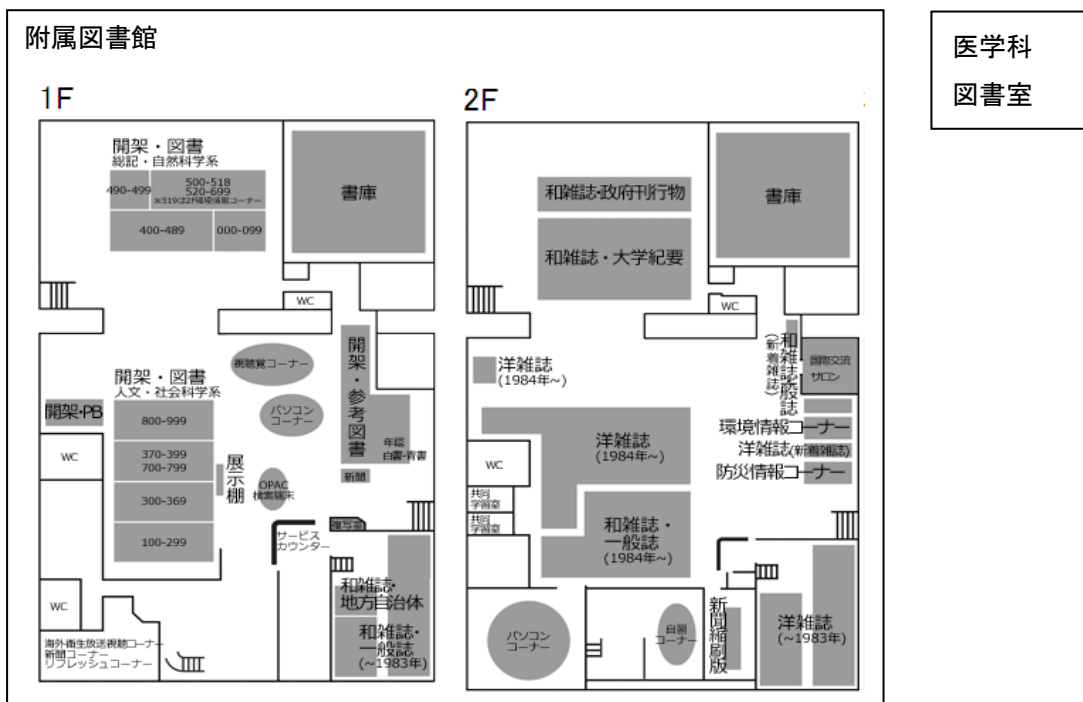 附属図書館
医学科
図書室
1F
開架・図書
総記・自然科学系
490-499
500-518
520-699
※519は2F環境情報コーナー
400-489
000-099
書庫
WC
視聴覚コーナー
パソコン
コーナー
開架・参考図書
年鑑
白書・青書
新聞
開架・図書
人文・社会科学系
開架・PB
800-999
WC
370-399
700-799
展示棚
OPAC
検索端末
300-369
100-299
サービス
カウンター
複写室
和雑誌・
地方自治体
和雑誌・
一般誌
(~1983年)
WC
海外衛生放送視聴コーナー
新聞コーナー
リフレッシュコーナー
2F
和雑誌・政府刊行物
和雑誌・大学紀要
書庫
WC
洋雑誌
(1984年~)
和雑誌・一般誌
(新着雑誌)
国際交流
サロン
環境情報コーナー
洋雑誌(新着雑誌)
防災情報コーナー
洋雑誌
(1984年~)
WC
共同
学習室
共同
学習室
和雑誌・
一般誌
(1984年~)
パソコン
コーナー
自習
コーナー
新聞縮刷版
洋雑誌
(~1983年)